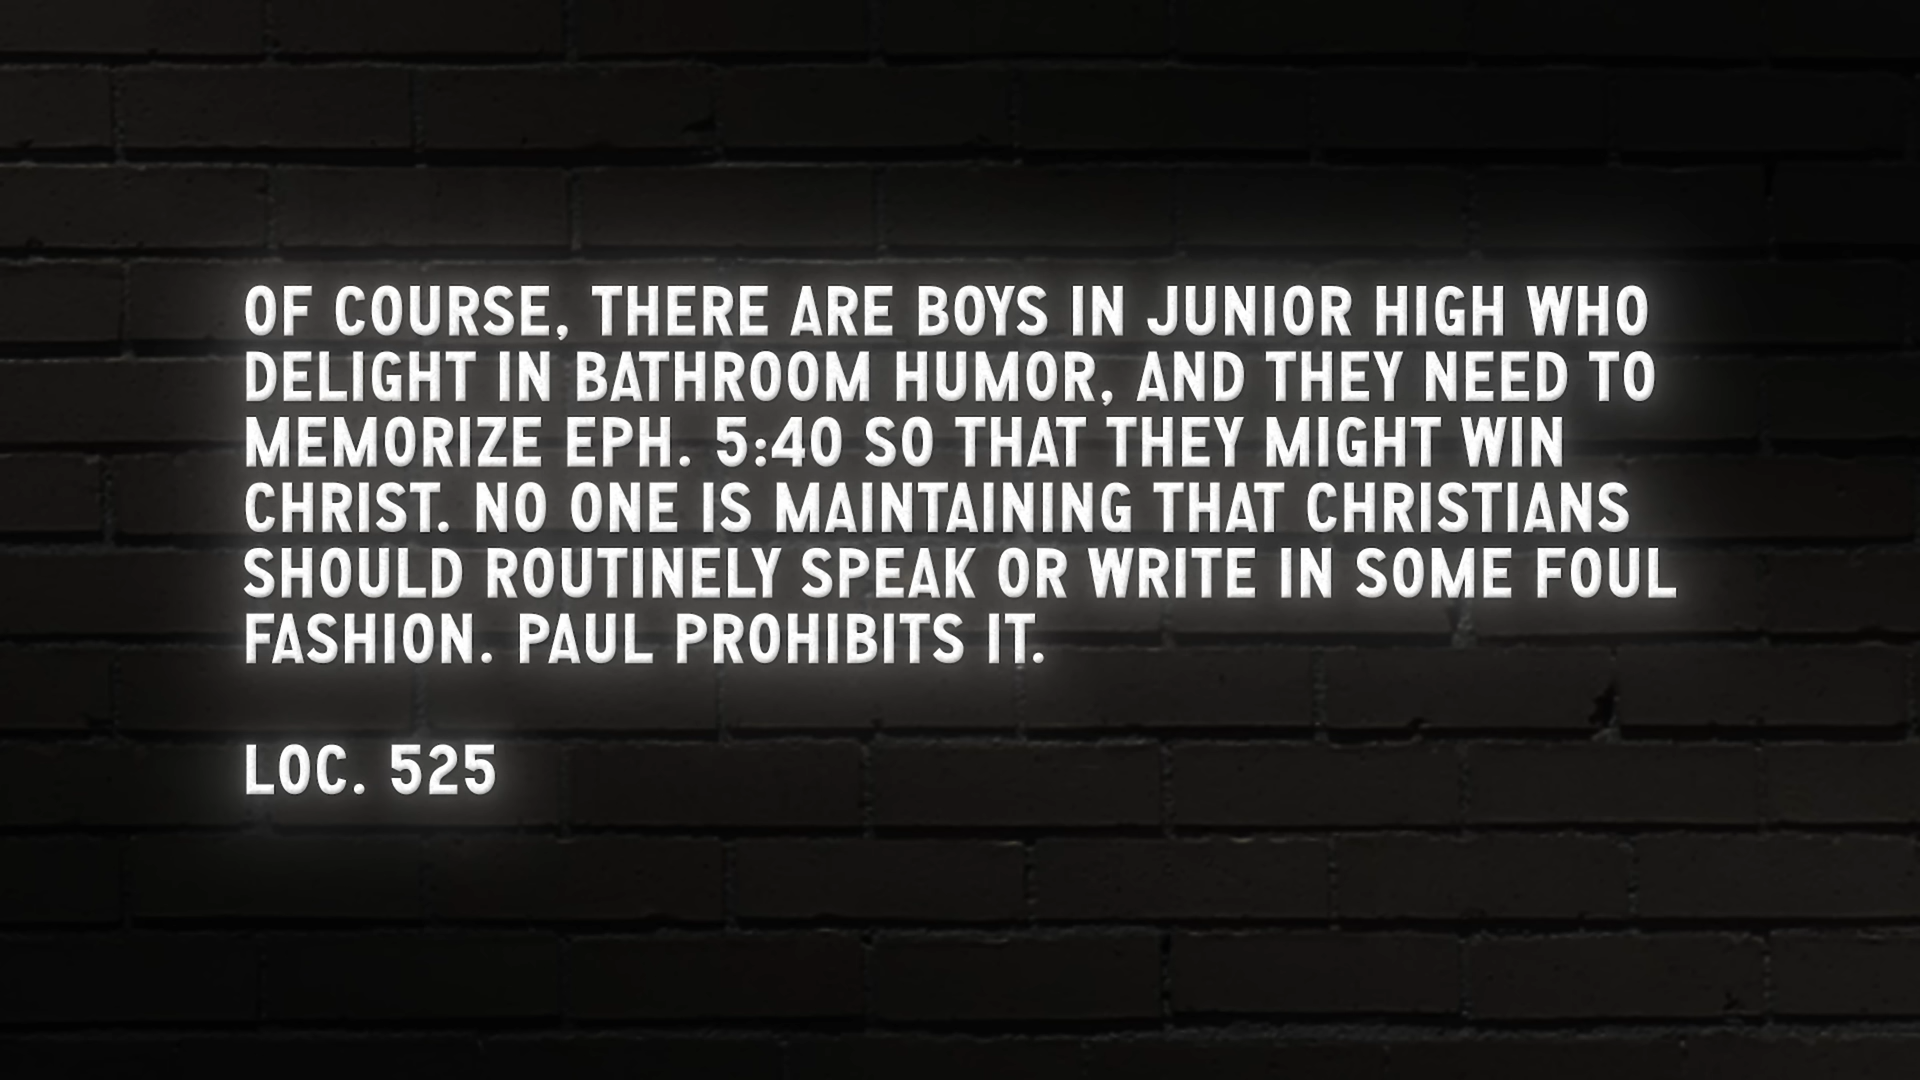 OF COURSE, THERE ARE BOYS IN JUNIOR HIGH WHO
DELIGHT IN BATHROOM HUMOR, AND THEY NEED TO
MEMORIZE EPH. 5:40 SO THAT THEY MIGHT WIN
CHRIST. NO ONE IS MAINTAINING THAT CHRISTIANS
SHOULD ROUTINELY SPEAK OR WRITE IN SOME FOUL
FASHION. PAUL PROHIBITS IT.
LOC. 525